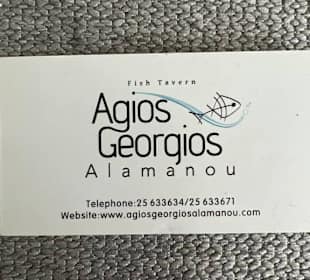 Fish Tavern
Agios
Georgios
Alamanou
Telephone:25 633634/25 633671
Website:www.agiosgeorgiosalamanou.com